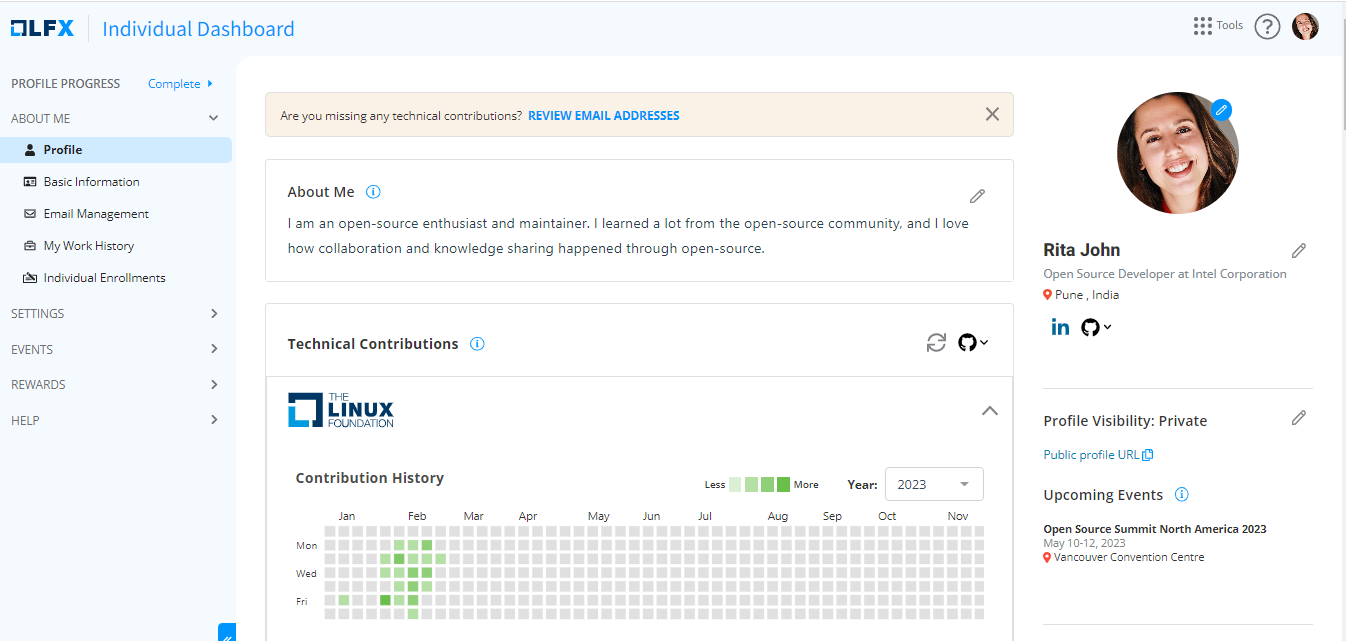 LFX Individual Dashboard
Tools
?
PROFILE PROGRESS Complete
ABOUT ME
Profile
Basic Information
Email Management
My Work History
Individual Enrollments
SETTINGS
EVENTS
REWARDS
HELP
Are you missing any technical contributions? REVIEW EMAIL ADDRESSES
About Me
I am an open-source enthusiast and maintainer. I learned a lot from the open-source community, and I love
how collaboration and knowledge sharing happened through open-source.
Technical Contributions
THE
LINUX
FOUNDATION
Contribution History
Less More Year: 2023
Jan Feb Mar Apr May Jun Jul Aug Sep Oct Nov
Mon
Wed
Fri
Rita John
Open Source Developer at Intel Corporation
Pune , India
in
Profile Visibility: Private
Public profile URL
Upcoming Events
Open Source Summit North America 2023
May 10-12, 2023
Vancouver Convention Centre